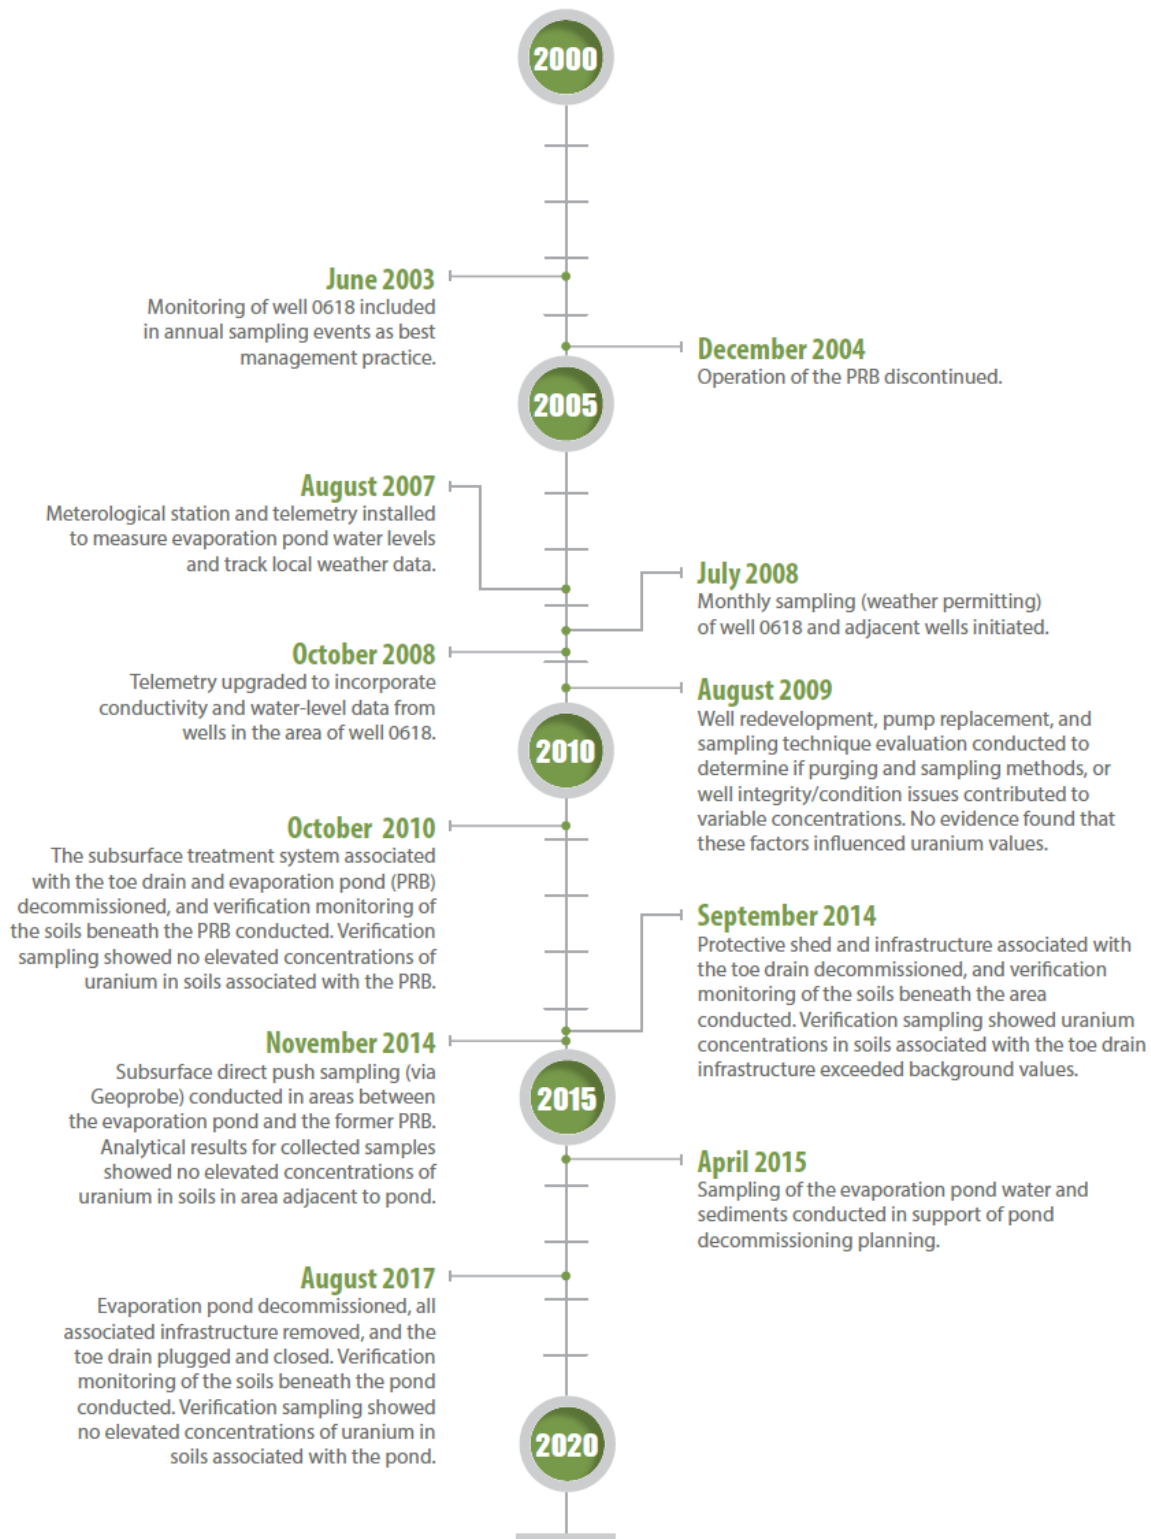 2000
June 2003
Monitoring of well 0618 included
in annual sampling events as best
management practice.
December 2004
Operation of the PRB discontinued.
2005
August 2007
Meterological station and telemetry installed
to measure evaporation pond water levels
and track local weather data.
July 2008
Monthly sampling (weather permitting)
of well 0618 and adjacent wells initiated.
October 2008
Telemetry upgraded to incorporate
conductivity and water-level data from
wells in the area of well 0618.
August 2009
Well redevelopment, pump replacement, and
sampling technique evaluation conducted to
determine if purging and sampling methods, or
well integrity/condition issues contributed to
variable concentrations. No evidence found that
these factors influenced uranium values.
2010
October 2010
The subsurface treatment system associated
with the toe drain and evaporation pond (PRB)
decommissioned, and verification monitoring of
the soils beneath the PRB conducted. Verification
sampling showed no elevated concentrations of
uranium in soils associated with the PRB.
September 2014
Protective shed and infrastructure associated with
the toe drain decommissioned, and verification
monitoring of the soils beneath the area
conducted. Verification sampling showed uranium
concentrations in soils associated with the toe drain
infrastructure exceeded background values.
November 2014
Subsurface direct push sampling (via
Geoprobe) conducted in areas between
the evaporation pond and the former PRB.
Analytical results for collected samples
showed no elevated concentrations of
uranium in soils in area adjacent to pond.
2015
April 2015
Sampling of the evaporation pond water and
sediments conducted in support of pond
decommissioning planning.
August 2017
Evaporation pond decommissioned, all
associated infrastructure removed, and the
toe drain plugged and closed. Verification
monitoring of the soils beneath the pond
conducted. Verification sampling showed
no elevated concentrations of uranium in
soils associated with the pond.
2020